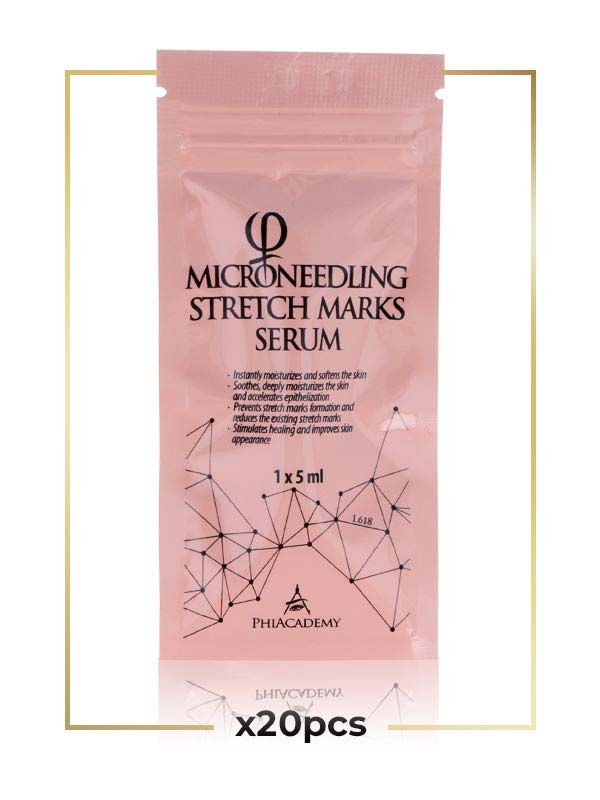 φ
MICRONEEDLING
STRETCH MARKS
SERUM
· Instantly moisturizes and softens the skin
· Soothes, deeply moisturizes the skin
and accelerates epithelization
· Prevents stretch marks formation and
reduces the existing stretch marks
· Stimulates healing and improves skin
appearance
1 x 5 ml
1.618
PHIACADEMY
PHIACADEMY
x20pcs